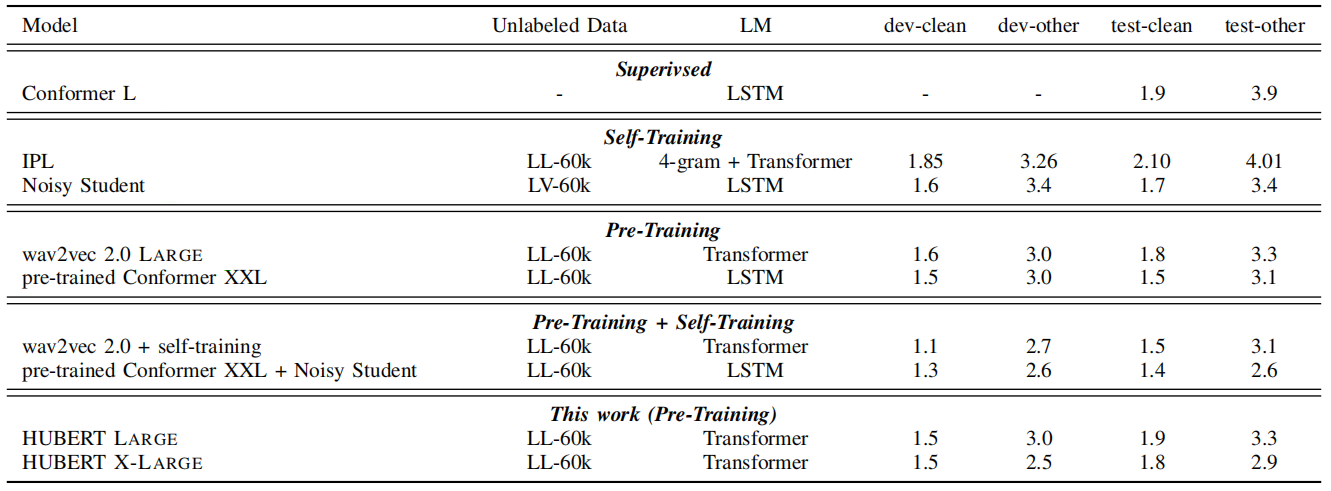 Model Unlabeled Data LM dev-clean dev-other test-clean test-other
Superivsed
Conformer L - LSTM - - 1.9 3.9
Self-Training
IPL LL-60k 4-gram + Transformer 1.85 3.26 2.10 4.01
Noisy Student LV-60k LSTM 1.6 3.4 1.7 3.4
Pre-Training
wav2vec 2.0 LARGE LL-60k Transformer 1.6 3.0 1.8 3.3
pre-trained Conformer XXL LL-60k LSTM 1.5 3.0 1.5 3.1
Pre-Training + Self-Training
wav2vec 2.0 + self-training LL-60k Transformer 1.1 2.7 1.5 3.1
pre-trained Conformer XXL + Noisy Student LL-60k LSTM 1.3 2.6 1.4 2.6
This work (Pre-Training)
HUBERT LARGE LL-60k Transformer 1.5 3.0 1.9 3.3
HUBERT X-LARGE LL-60k Transformer 1.5 2.5 1.8 2.9